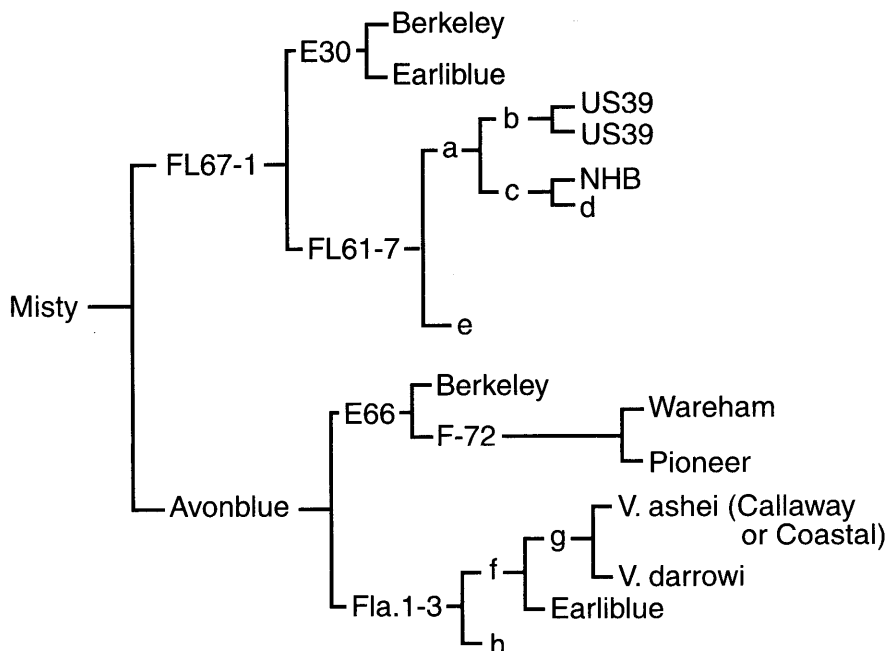 Berkeley
E30
Earliblue
US39
b
US39
a
FL67-1
NHB
c
d
FL61-7
Misty
e
Berkeley
Wareham
E66
F-72
Pioneer
Avonblue
V. ashei (Callaway
or Coastal)
g
f
V. darrowi
Fla.1-3
Earliblue
h